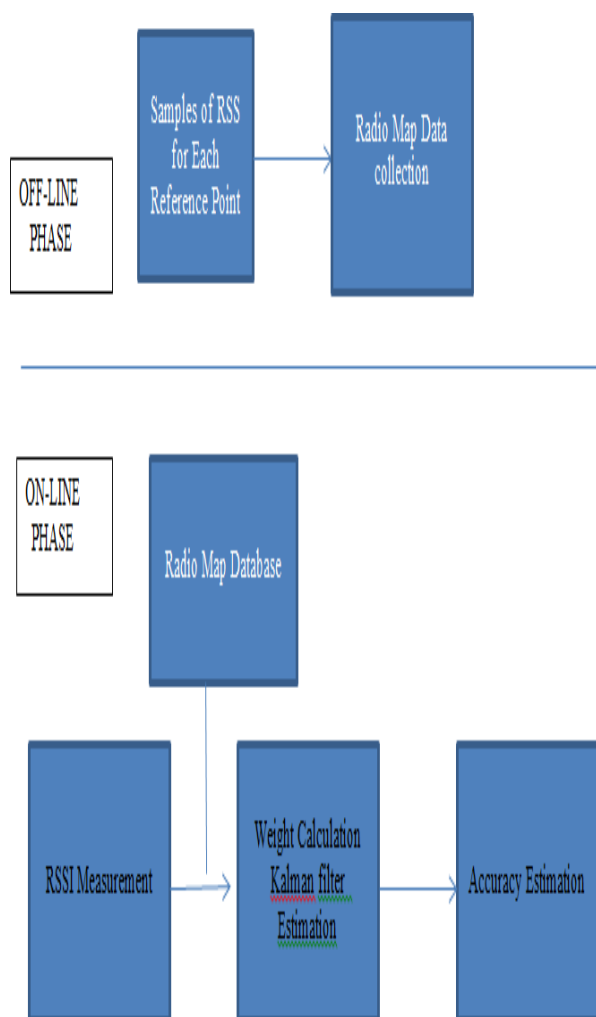 OFF-LINE
PHASE
Samples of RSS
for Each
Reference Point
Radio Map Data
collection
ON-LINE
PHASE
Radio Map Database
RSSI Measurement
Weight Calculation
Kalman filter
Estimation
Accuracy Estimation